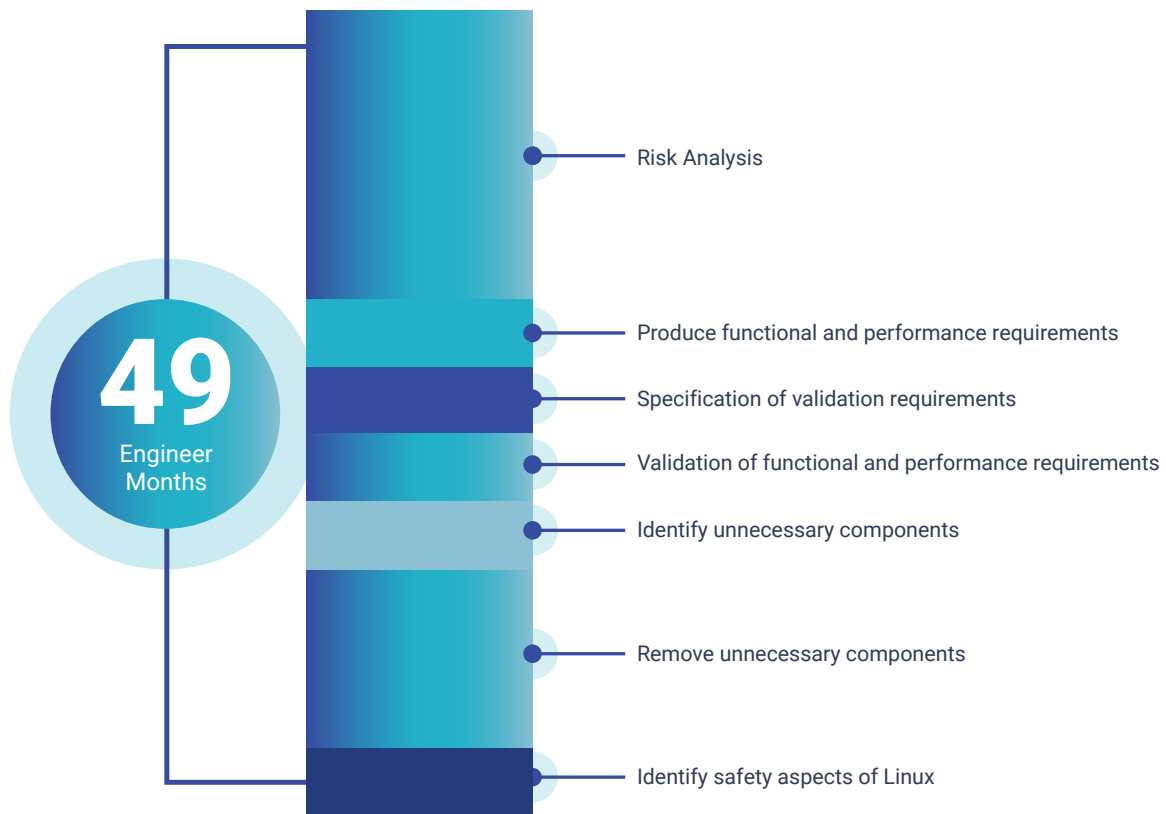 49
Engineer
Months
Risk Analysis
Produce functional and performance requirements
Specification of validation requirements
Validation of functional and performance requirements
Identify unnecessary components
Remove unnecessary components
Identify safety aspects of Linux